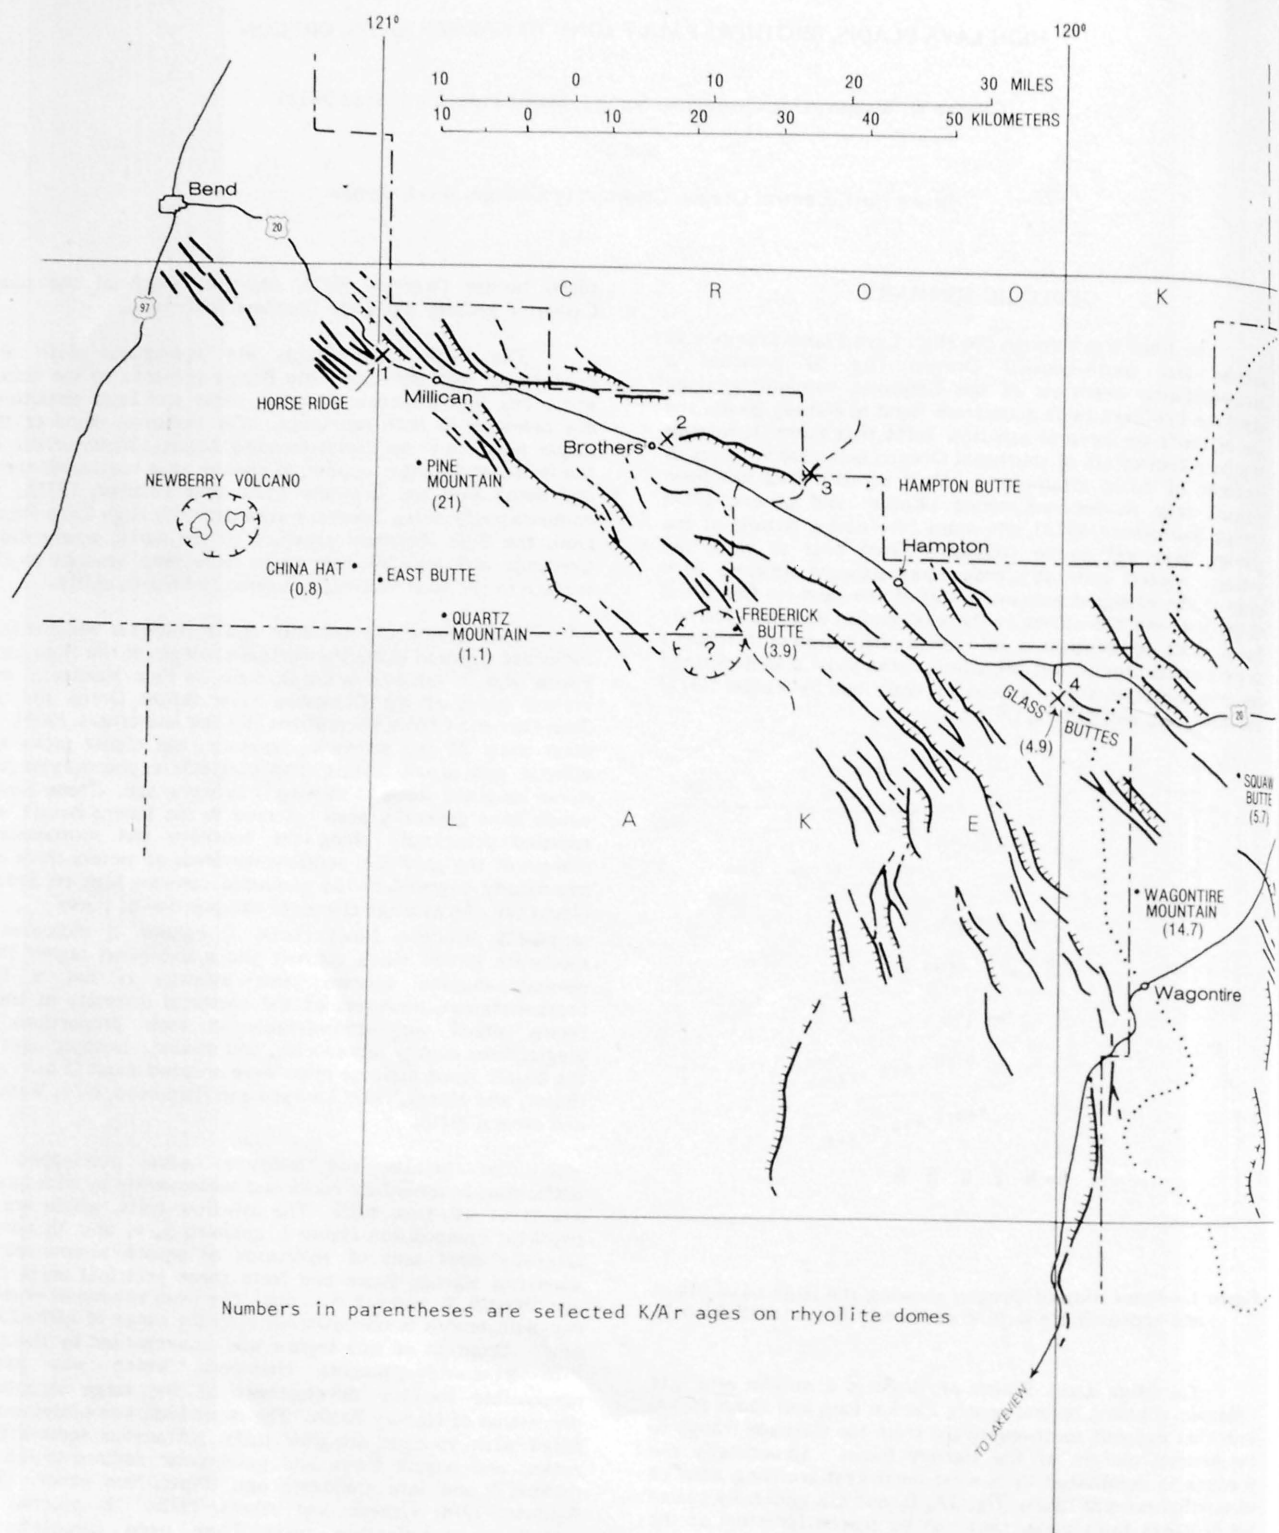 121⁰
120⁰
10 0 10 20 30 MILES
10 0 10 20 30 40 50 KILOMETERS
Bend
20
97
C R O O K
HORSE RIDGE
Millican
2
Brothers
PINE
MOUNTAIN
(21)
NEWBERRY VOLCANO
3
HAMPTON BUTTE
Hampton
CHINA HAT
(0.8)
EAST BUTTE
QUARTZ
MOUNTAIN
(1.1)
FREDERICK
BUTTE
(3.9)
?
4
GLASS BUTTES
(4.9)
20
SQUAW
BUTTE
(5.7)
L A K E
WAGONTIRE
MOUNTAIN
(14.7)
Wagontire
Numbers in parentheses are selected K/Ar ages on rhyolite domes
TO LAKEVIEW